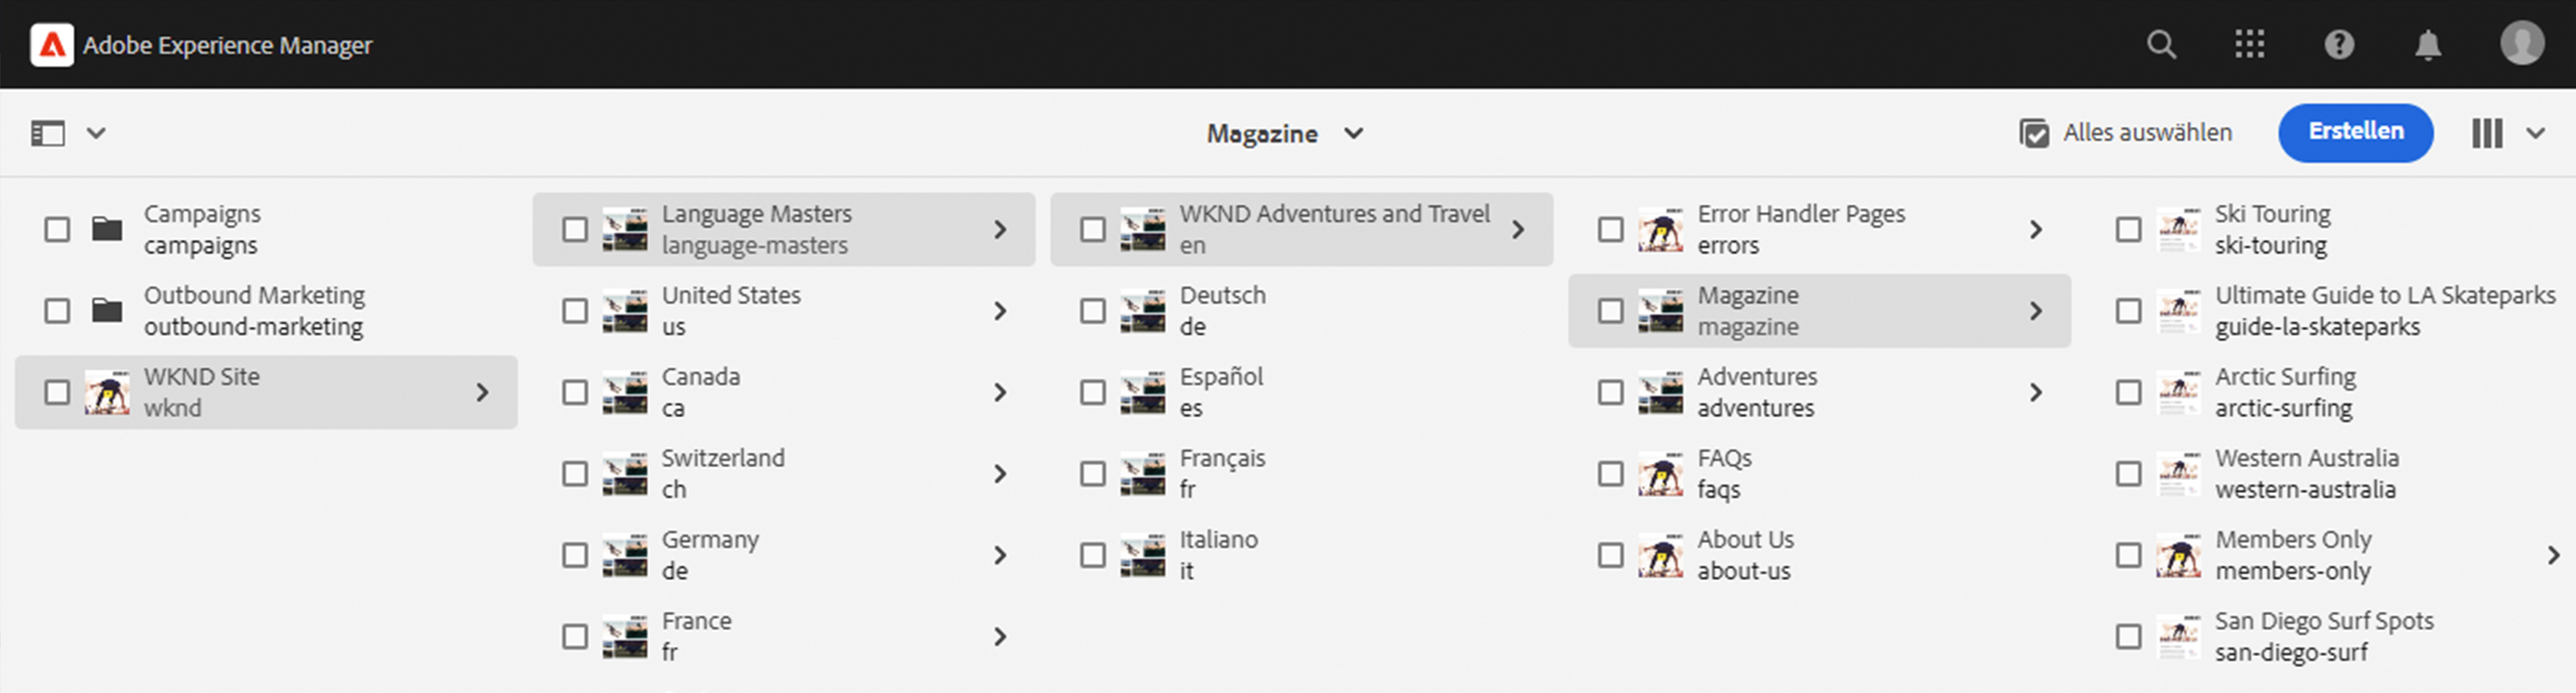 Adobe Experience Manager
Magazine
Alles auswählen
Erstellen
Campaigns
campaigns
Outbound Marketing
outbound-marketing
WKND Site
wknd
Language Masters
language-masters
United States
us
Canada
ca
Switzerland
ch
Germany
de
France
fr
WKND Adventures and Travel
en
Deutsch
de
Español
es
Français
fr
Italiano
it
Error Handler Pages
errors
Magazine
magazine
Adventures
adventures
FAQs
faqs
About Us
about-us
Ski Touring
ski-touring
Ultimate Guide to LA Skateparks
guide-la-skateparks
Arctic Surfing
arctic-surfing
Western Australia
western-australia
Members Only
members-only
San Diego Surf Spots
san-diego-surf